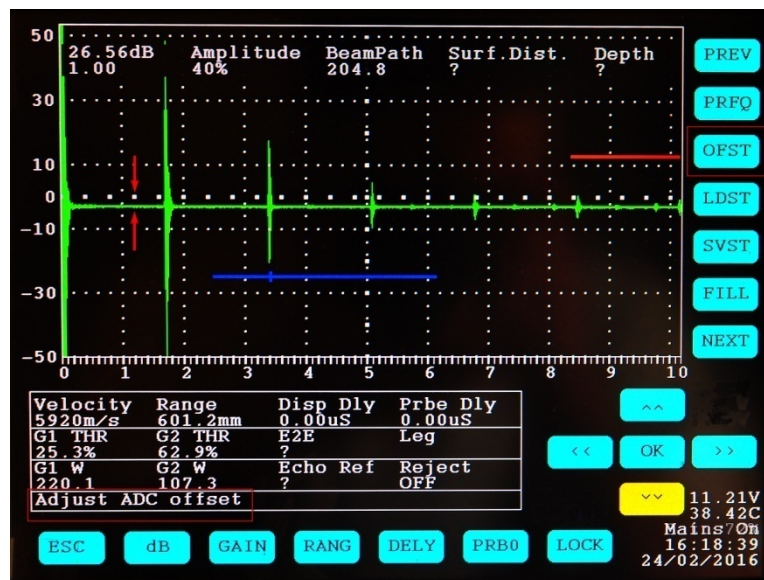 50
26.56dB Amplitude BeamPath Surf.Dist. Depth
1.00 40% 204.8 ? ?
30
10
0
-10
-30
-50
0 1 2 3 4 5 6 7 8 9 10
PREV
PRFQ
OFST
LDST
SVST
FILL
NEXT
Velocity Range Disp Dly Prbe Dly
5920m/s 601.2mm 0.00uS 0.00uS
G1 THR G2 THR E2E Leg
25.3% 62.9% ?
G1 W G2 W Echo Ref Reject
220.1 107.3 ? OFF
Adjust ADC offset
^^
<< OK >>
vv
11.21V
38.42C
Mains On
16:18:39
24/02/2016
ESC dB GAIN RANG DELY PRB0 LOCK